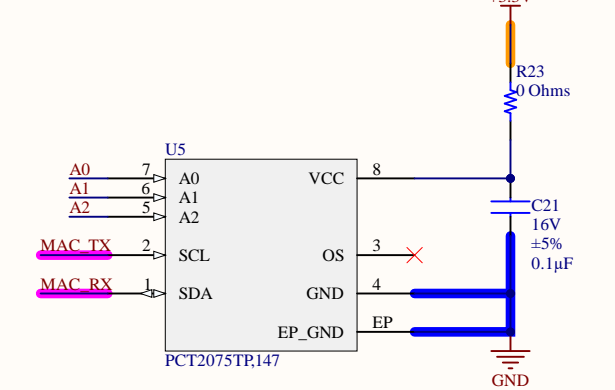 R23
0 Ohms
U5
A0 7 A0 VCC 8
A1 6 A1
A2 5 A2
C21
16V
±5%
0.1µF
MAC_TX 2 SCL OS 3
MAC_RX 1 SDA GND 4
EP_GND EP
PCT2075TP,147
GND